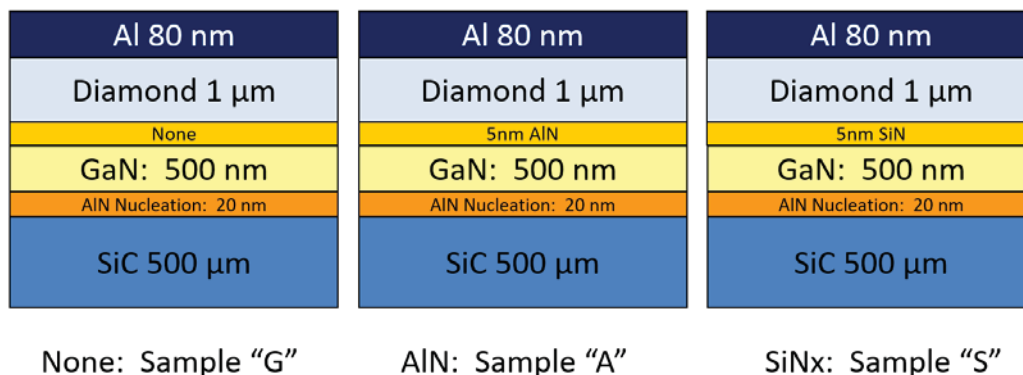 Al 80 nm
Diamond 1 μm
None
GaN: 500 nm
AlN Nucleation: 20 nm
SiC 500 μm
None: Sample “G”
Al 80 nm
Diamond 1 μm
5nm AlN
GaN: 500 nm
AlN Nucleation: 20 nm
SiC 500 μm
AlN: Sample “A”
Al 80 nm
Diamond 1 μm
5nm SiN
GaN: 500 nm
AlN Nucleation: 20 nm
SiC 500 μm
SiNx: Sample “S”